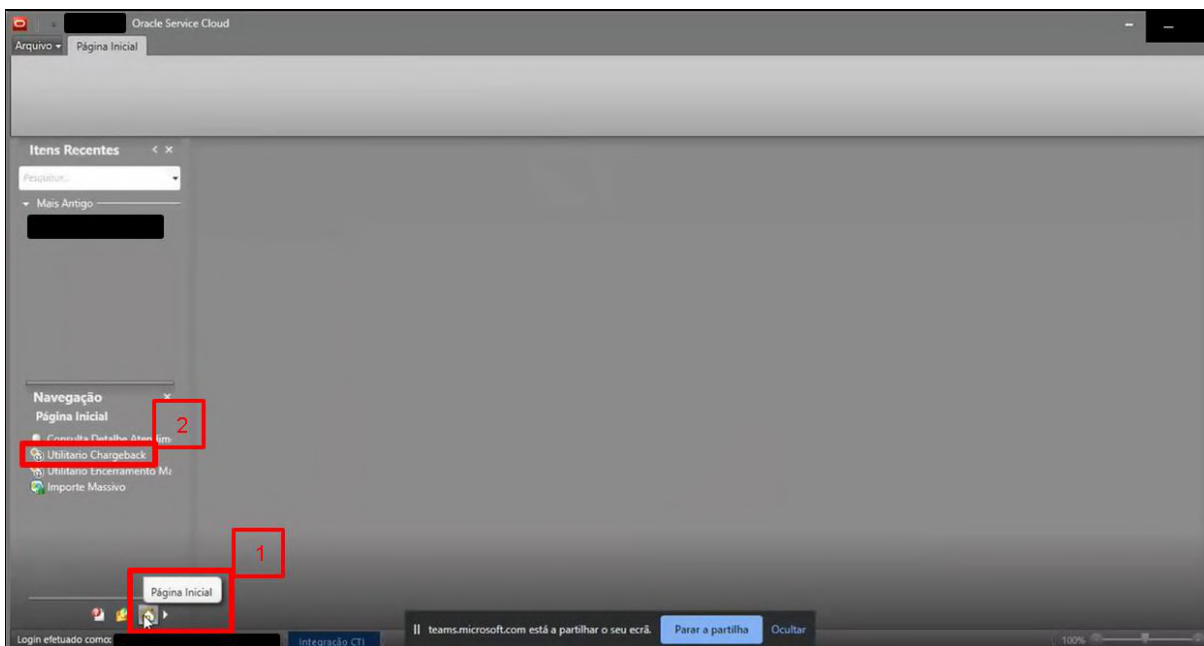 Oracle Service Cloud
Arquivo
Página Inicial
Itens Recentes
Pesquisar...
Mais Antigo
Navegação
Página Inicial
2
Consulta Detalhe Atendim
Utilitario Chargeback
Utilitario Encerramento Ma
Importe Massivo
1
Página Inicial
Login efetuado como:
Integração CTI
teams.microsoft.com está a partilhar o seu ecrã.
Parar a partilha
Ocultar
100%